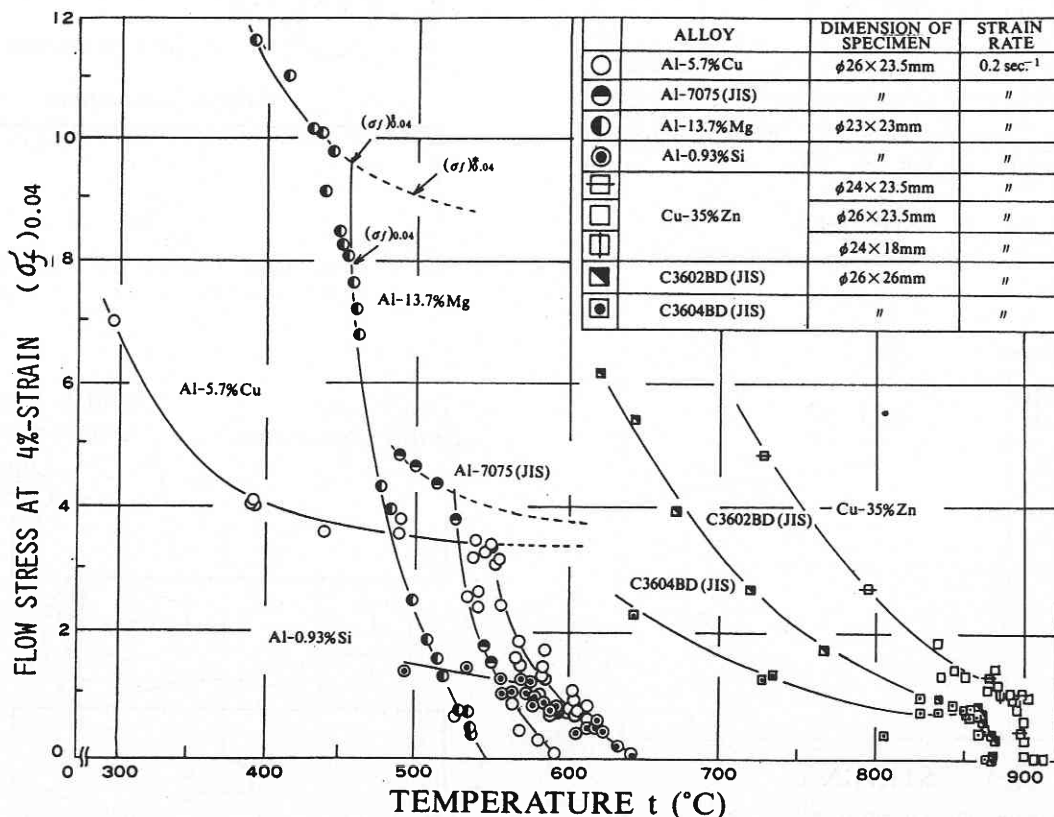 FLOW STRESS AT 4%-STRAIN (σf)0.04
12
10
8
6
4
2
0
0 300 400 500 600 700 800 900
TEMPERATURE t (°C)
ALLOY DIMENSION OF SPECIMEN STRAIN RATE
Al-5.7%Cu φ26×23.5mm 0.2 sec.-1
Al-7075(JIS) 〃 〃
Al-13.7%Mg φ23×23mm 〃
Al-0.93%Si 〃 〃
φ24×23.5mm 〃
Cu-35%Zn φ26×23.5mm 〃
φ24×18mm 〃
C3602BD(JIS) φ26×26mm 〃
C3604BD(JIS) 〃 〃
(σf)0.04
(σf)*0.04
(σf)0.04
Al-13.7%Mg
Al-5.7%Cu
Al-7075(JIS)
Al-0.93%Si
C3602BD(JIS)
Cu-35%Zn
C3604BD(JIS)